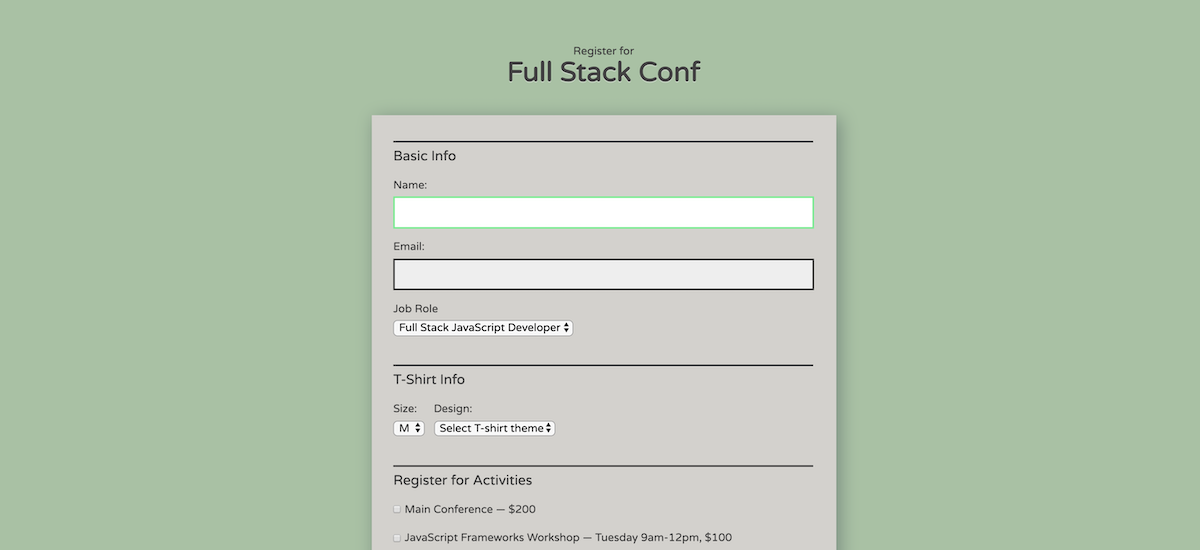 Register for
Full Stack Conf
Basic Info
Name:
Email:
Job Role
Full Stack JavaScript Developer
T-Shirt Info
Size: Design:
M Select T-shirt theme
Register for Activities
Main Conference — $200
JavaScript Frameworks Workshop — Tuesday 9am-12pm, $100